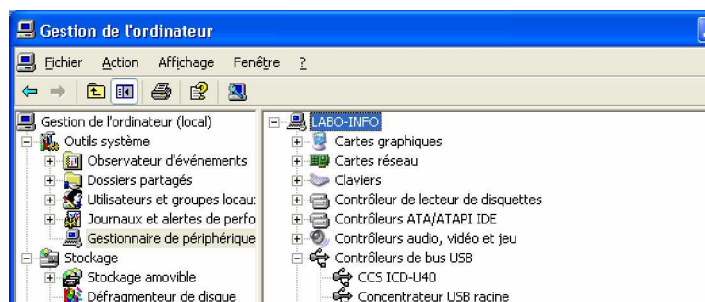 Gestion de l'ordinateur
Fichier Action Affichage Fenêtre ?
Gestion de l'ordinateur (local)
Outils système
Observateur d'événements
Dossiers partagés
Utilisateurs et groupes locau
Journaux et alertes de perfo
Gestionnaire de périphérique
Stockage
Stockage amovible
Défragmenteur de disque
LABO-INFO
Cartes graphiques
Cartes réseau
Claviers
Contrôleur de lecteur de disquettes
Contrôleurs ATA/ATAPI IDE
Contrôleurs audio, vidéo et jeu
Contrôleurs de bus USB
CCS ICD-U40
Concentrateur USB racine